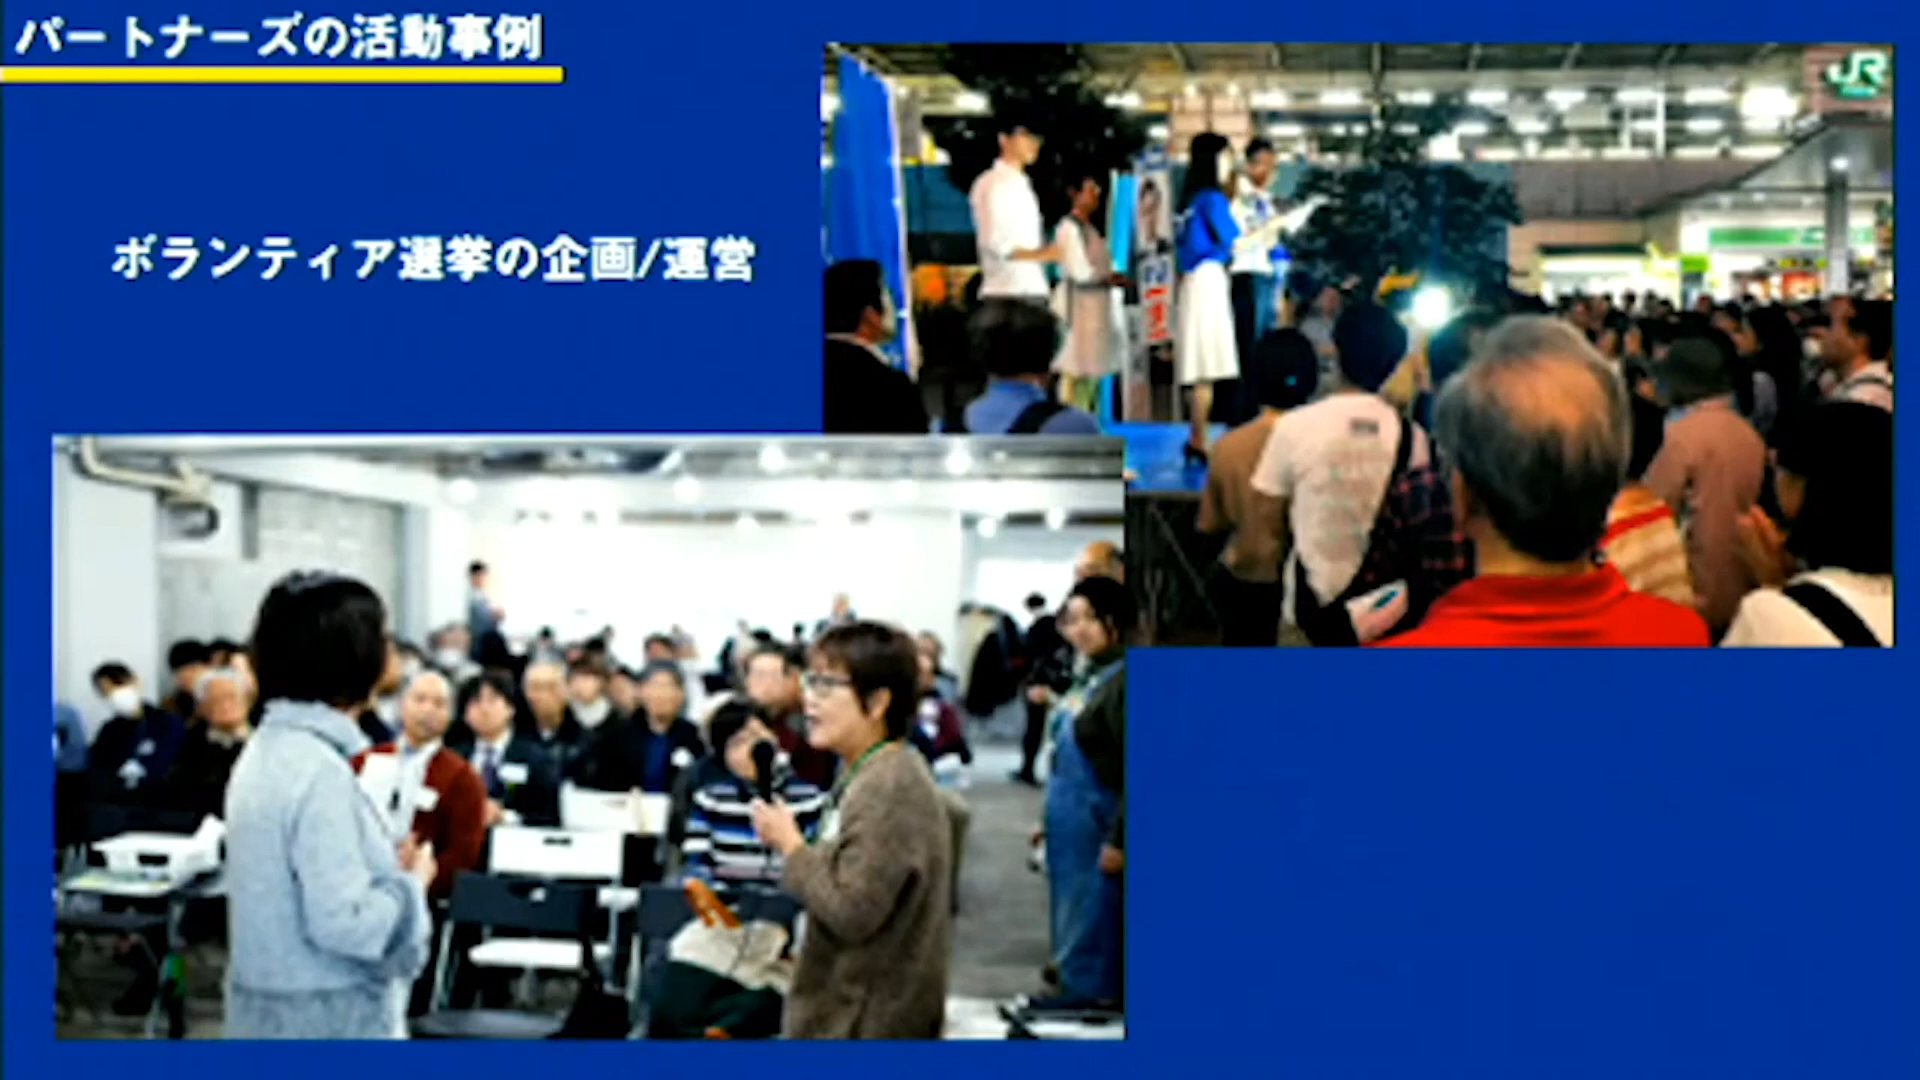 パートナーズの活動事例
ボランティア選挙の企画/運営
JR